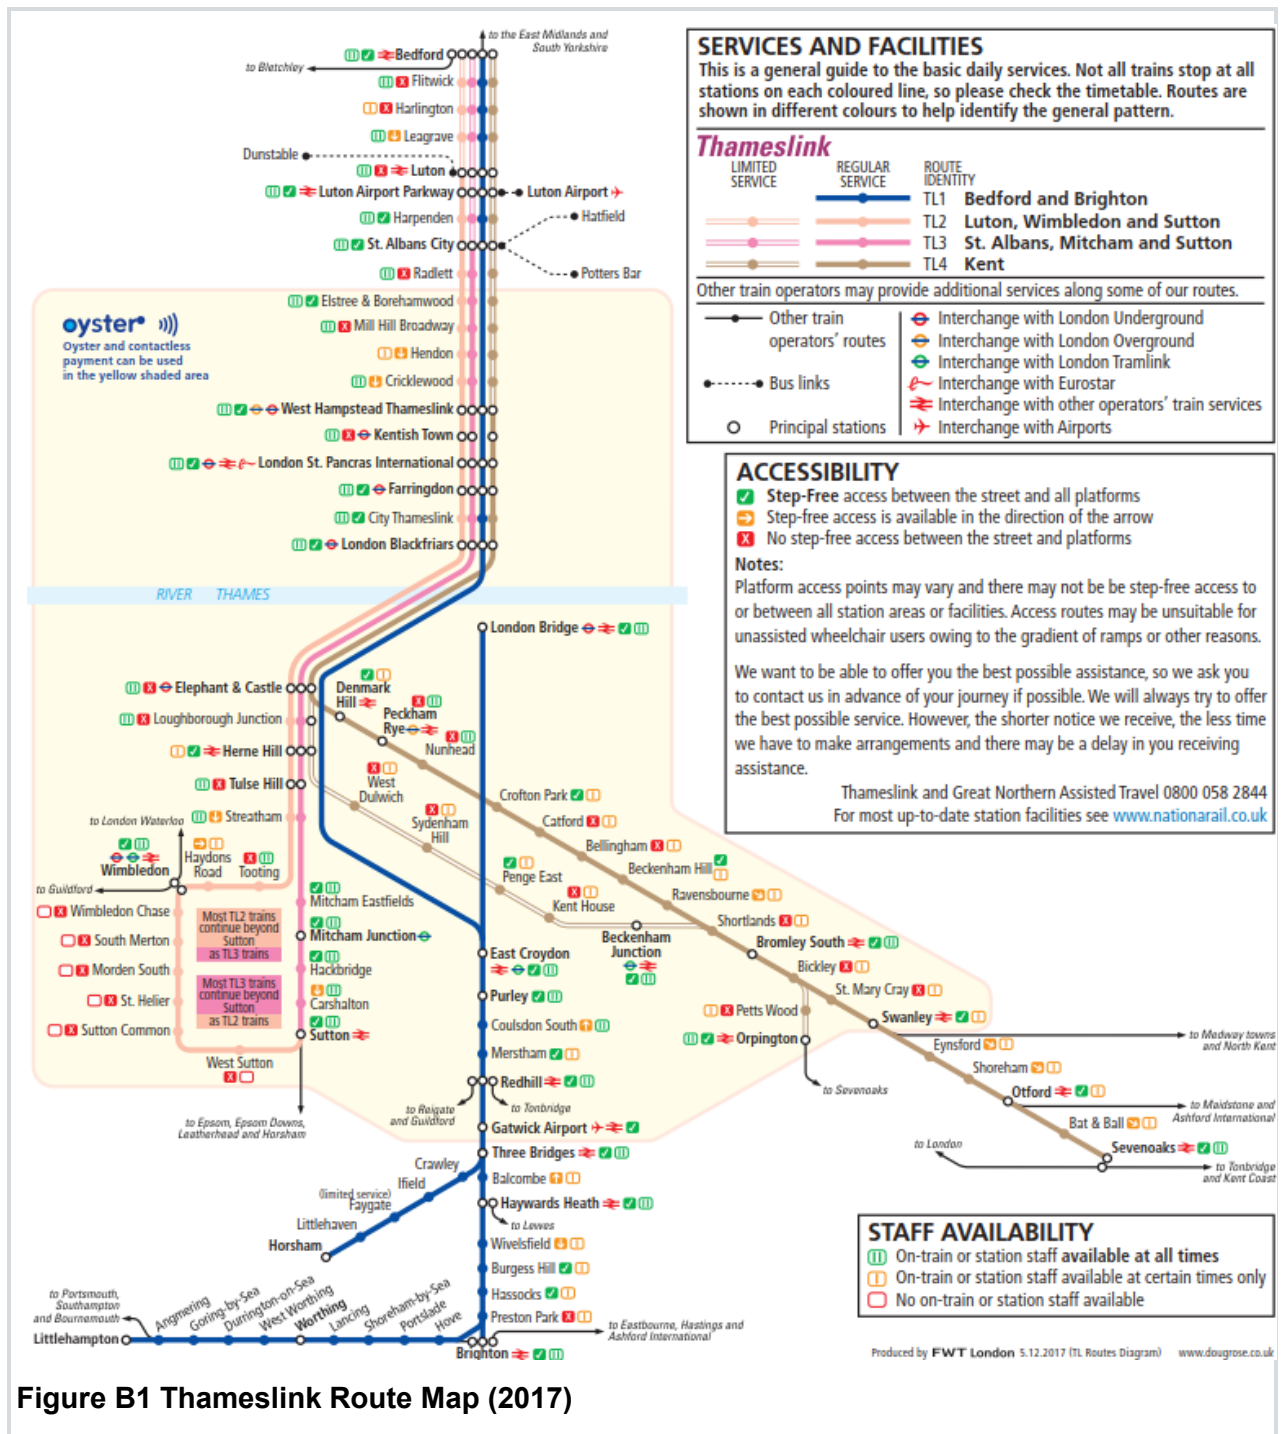 to the East Midlands and
South Yorkshire
Bedford
to Bletchley
Flitwick
Harlington
Leagrave
Dunstable
Luton
Luton Airport Parkway
Luton Airport
Harpenden
Hatfield
St. Albans City
Radlett
Potters Bar
Elstree & Borehamwood
oyster
Oyster and contactless
payment can be used
in the yellow shaded area
Mill Hill Broadway
Hendon
Cricklewood
West Hampstead Thameslink
Kentish Town
London St. Pancras International
Farringdon
City Thameslink
London Blackfriars
RIVER THAMES
London Bridge
Elephant & Castle
Denmark
Hill
Loughborough Junction
Peckham
Rye
Nunhead
Herne Hill
West
Dulwich
Tulse Hill
Crofton Park
Streatham
Sydenham
Hill
Catford
to London Waterloo
Bellingham
Wimbledon
Haydons
Road
Tooting
Penge East
Beckenham Hill
to Guildford
Kent House
Ravensbourne
Wimbledon Chase
Mitcham Eastfields
Shortlands
Most TL2 trains
continue beyond
Sutton
as TL3 trains
South Merton
Mitcham Junction
Beckenham
Junction
Bromley South
East Croydon
Morden South
Hackbridge
Bickley
Most TL3 trains
continue beyond
Sutton
as TL2 trains
St. Helier
Carshalton
Purley
St. Mary Cray
Petts Wood
Swanley
Sutton Common
Sutton
Coulsdon South
Orpington
to Medway towns
and North Kent
West Sutton
Merstham
Eynsford
Shoreham
Redhill
to Sevenoaks
Otford
to Reigate
and Guildford
to Tonbridge
to Maidstone and
Ashford International
to Epsom, Epsom Downs,
Leatherhead and Horsham
Gatwick Airport
Bat & Ball
to London
Three Bridges
Sevenoaks
Crawley
Balcombe
to Tonbridge
and Kent Coast
Ifield
(limited service)
Faygate
Haywards Heath
Littlehaven
to Lewes
Horsham
Wivelsfield
Burgess Hill
Hassocks
to Portsmouth,
Southampton
and Bournemouth
Preston Park
Littlehampton
Angmering
Goring-by-Sea
Durrington-on-Sea
West Worthing
Worthing
Lancing
Shoreham-by-Sea
Portslade
Hove
Brighton
to Eastbourne, Hastings and
Ashford International
SERVICES AND FACILITIES
This is a general guide to the basic daily services. Not all trains stop at all
stations on each coloured line, so please check the timetable. Routes are
shown in different colours to help identify the general pattern.
Thameslink
LIMITED
SERVICE
REGULAR
SERVICE
ROUTE
IDENTITY
TL1 Bedford and Brighton
TL2 Luton, Wimbledon and Sutton
TL3 St. Albans, Mitcham and Sutton
TL4 Kent
Other train operators may provide additional services along some of our routes.
Other train
operators' routes
Bus links
Principal stations
Interchange with London Underground
Interchange with London Overground
Interchange with London Tramlink
Interchange with Eurostar
Interchange with other operators' train services
Interchange with Airports
ACCESSIBILITY
Step-Free access between the street and all platforms
Step-free access is available in the direction of the arrow
No step-free access between the street and platforms
Notes:
Platform access points may vary and there may not be be step-free access to
or between all station areas or facilities. Access routes may be unsuitable for
unassisted wheelchair users owing to the gradient of ramps or other reasons.
We want to be able to offer you the best possible assistance, so we ask you
to contact us in advance of your journey if possible. We will always try to offer
the best possible service. However, the shorter notice we receive, the less time
we have to make arrangements and there may be a delay in you receiving
assistance.
Thameslink and Great Northern Assisted Travel 0800 058 2844
For most up-to-date station facilities see www.nationarail.co.uk
STAFF AVAILABILITY
On-train or station staff available at all times
On-train or station staff available at certain times only
No on-train or station staff available
Produced by FWT London 5.12.2017 (TL Routes Diagram) www.dougrose.co.uk
Figure B1 Thameslink Route Map (2017)